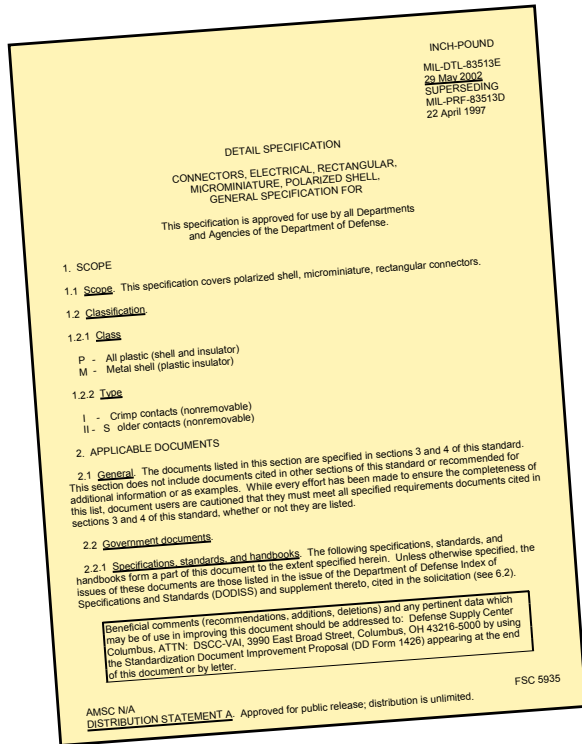 INCH-POUND
MIL-DTL-83513E
29 May 2002
SUPERSEDING
MIL-PRF-83513D
22 April 1997
DETAIL SPECIFICATION
CONNECTORS, ELECTRICAL, RECTANGULAR,
MICROMINIATURE, POLARIZED SHELL,
GENERAL SPECIFICATION FOR
This specification is approved for use by all Departments
and Agencies of the Department of Defense.
1. SCOPE
1.1 Scope. This specification covers polarized shell, microminiature, rectangular connectors.
1.2 Classification.
1.2.1 Class
P - All plastic (shell and insulator)
M - Metal shell (plastic insulator)
1.2.2 Type
I - Crimp contacts (nonremovable)
II - S older contacts (nonremovable)
2. APPLICABLE DOCUMENTS
2.1 General. The documents listed in this section are specified in sections 3 and 4 of this standard.
This section does not include documents cited in other sections of this standard or recommended for
additional information or as examples. While every effort has been made to ensure the completeness of
this list, document users are cautioned that they must meet all specified requirements documents cited in
sections 3 and 4 of this standard, whether or not they are listed.
2.2 Government documents.
2.2.1 Specifications, standards, and handbooks. The following specifications, standards, and
handbooks form a part of this document to the extent specified herein. Unless otherwise specified, the
issues of these documents are those listed in the issue of the Department of Defense Index of
Specifications and Standards (DODISS) and supplement thereto, cited in the solicitation (see 6.2).
Beneficial comments (recommendations, additions, deletions) and any pertinent data which
may be of use in improving this document should be addressed to: Defense Supply Center
Columbus, ATTN: DSCC-VAI, 3990 East Broad Street, Columbus, OH 43216-5000 by using
the Standardization Document Improvement Proposal (DD Form 1426) appearing at the end
of this document or by letter.
AMSC N/A
FSC 5935
DISTRIBUTION STATEMENT A. Approved for public release; distribution is unlimited.